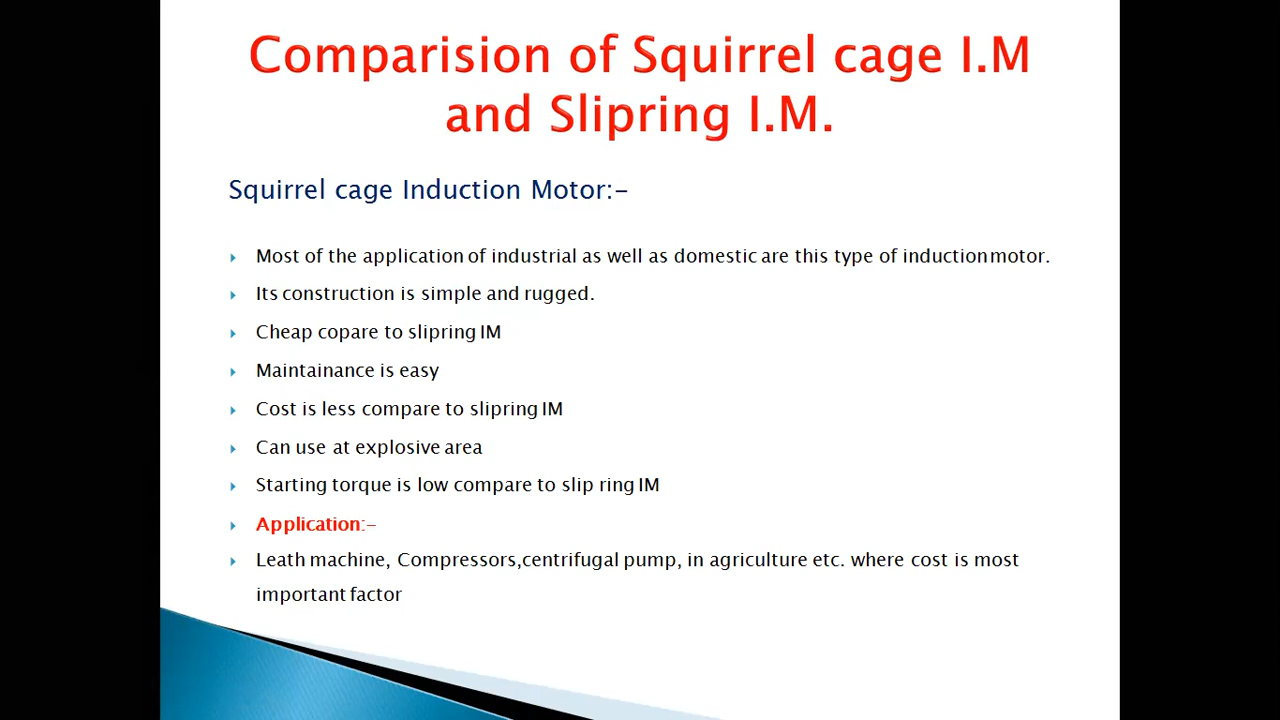 Comparision of Squirrel cage I.M
and Slipring I.M.
Squirrel cage Induction Motor:-
Most of the application of industrial as well as domestic are this type of induction motor.
Its construction is simple and rugged.
Cheap copare to slipring IM
Maintainance is easy
Cost is less compare to slipring IM
Can use at explosive area
Starting torque is low compare to slip ring IM
Application:-
Leath machine, Compressors,centrifugal pump, in agriculture etc. where cost is most
important factor